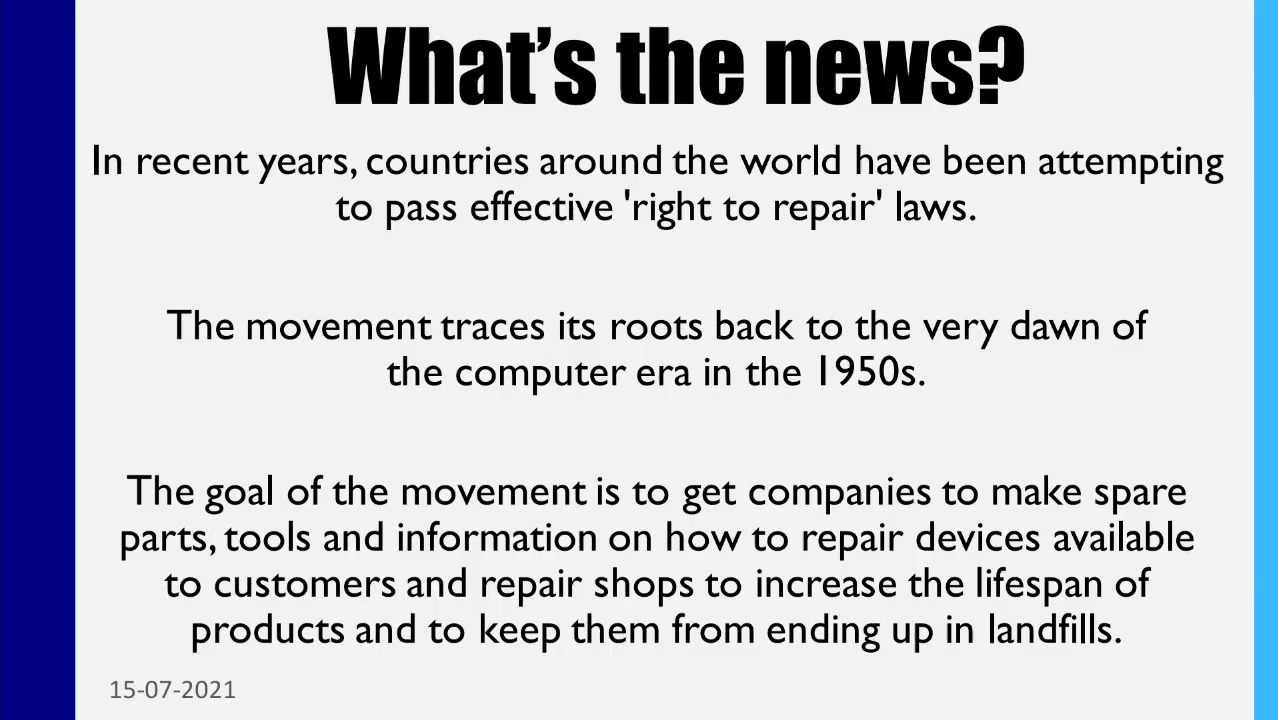 What’s the news?
In recent years, countries around the world have been attempting
to pass effective 'right to repair' laws.
The movement traces its roots back to the very dawn of
the computer era in the 1950s.
The goal of the movement is to get companies to make spare
parts, tools and information on how to repair devices available
to customers and repair shops to increase the lifespan of
products and to keep them from ending up in landfills.
15-07-2021